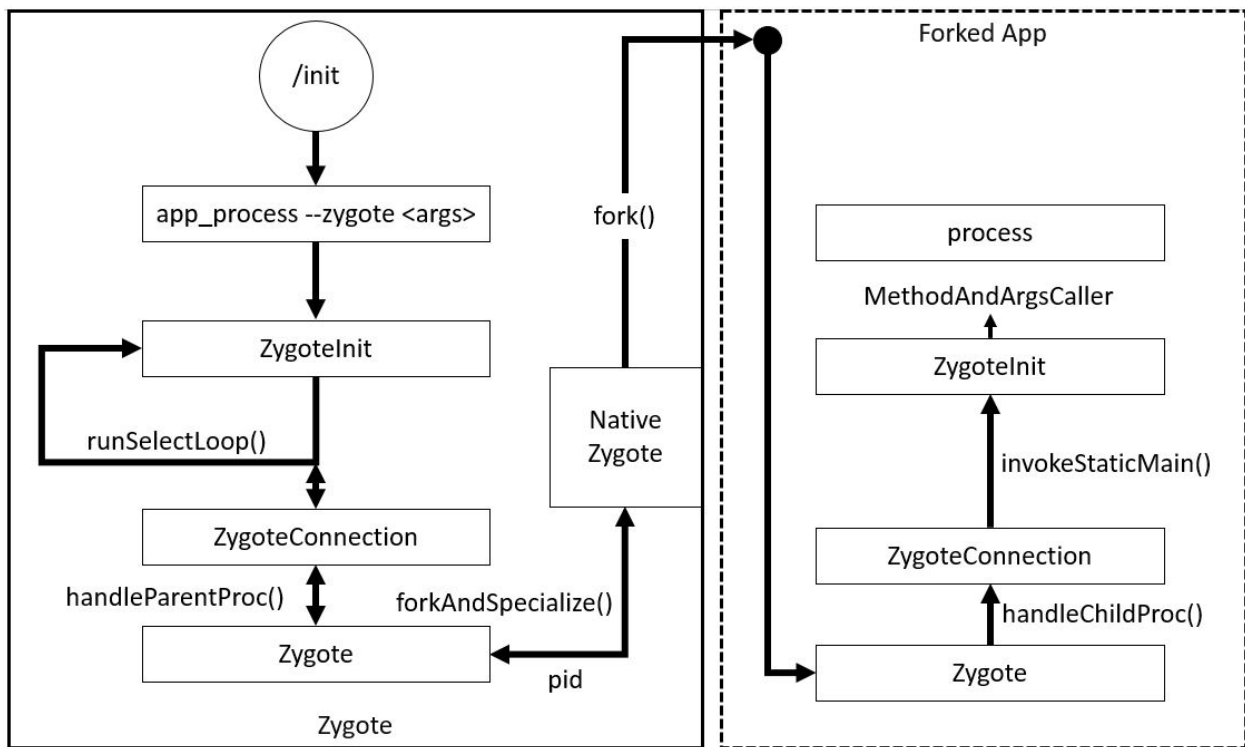 /init
app_process --zygote <args>
ZygoteInit
runSelectLoop()
ZygoteConnection
handleParentProc()
Zygote
forkAndSpecialize()
pid
Native
Zygote
fork()
Zygote
Forked App
process
MethodAndArgsCaller
ZygoteInit
invokeStaticMain()
ZygoteConnection
handleChildProc()
Zygote